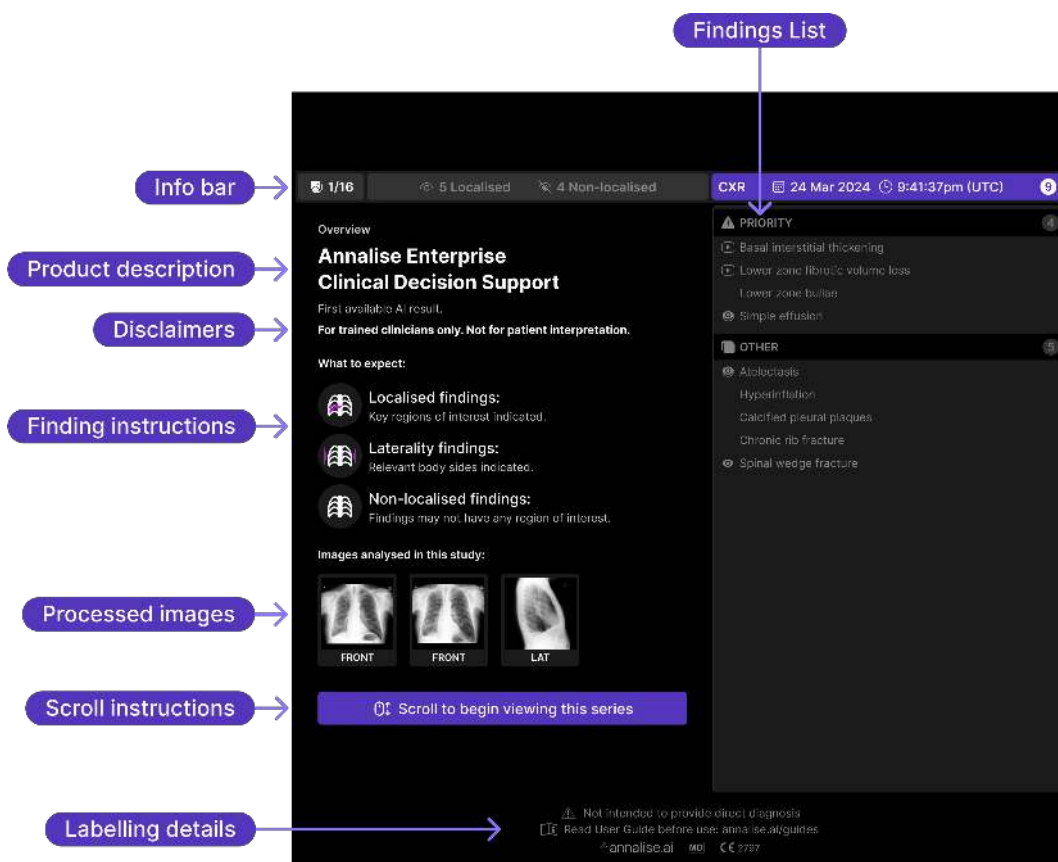 Findings List
Info bar
1/16
5 Localised
4 Non-localised
CXR
24 Mar 2024
9:41:37pm (UTC)
9
Product description
Overview
Annalise Enterprise
Clinical Decision Support
Disclaimers
First available AI result.
For trained clinicians only. Not for patient interpretation.
What to expect:
Finding instructions
Localised findings:
Key regions of interest indicated.
Laterality findings:
Relevant body sides indicated.
Non-localised findings:
Findings may not have any region of interest.
Images analysed in this study:
Processed images
FRONT
FRONT
LAT
Scroll instructions
Scroll to begin viewing this series
PRIORITY
4
Basal interstitial thickening
Lower zone fibrotic volume loss
Lower zone bullae
Simple effusion
OTHER
5
Atelectasis
Hyperinflation
Calcified pleural plaques
Chronic rib fracture
Spinal wedge fracture
Labelling details
Not intended to provide direct diagnosis
Read User Guide before use: annalise.ai/guides
annalise.ai
MD
CE 2797